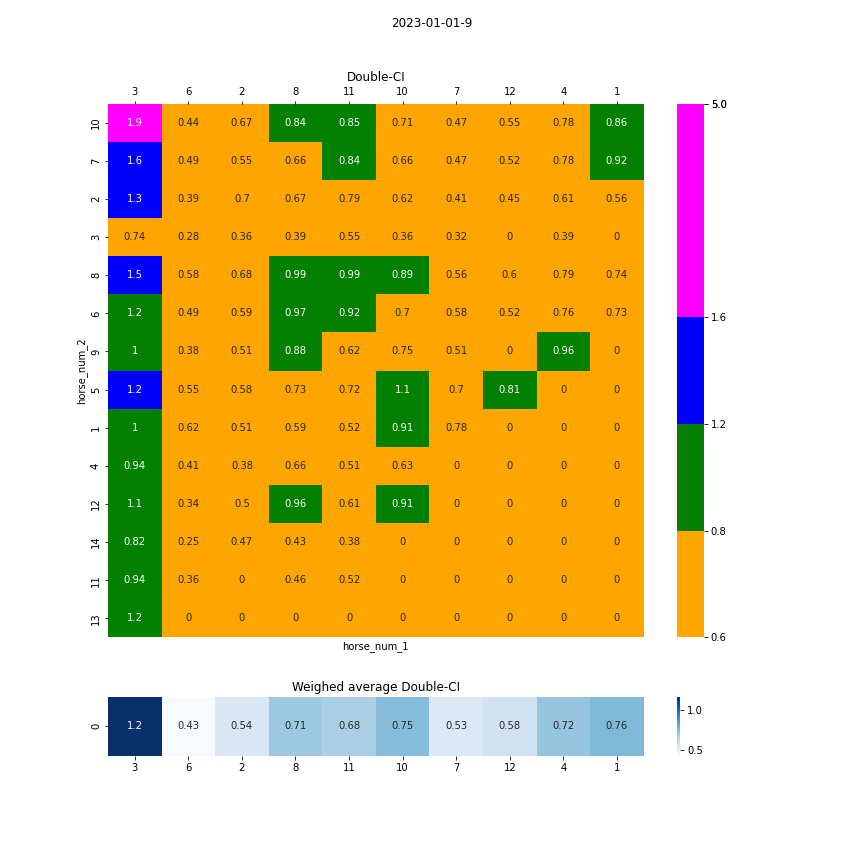 2023-01-01-9
Double-CI
3 6 2 8 11 10 7 12 4 1
10 1.9 0.44 0.67 0.84 0.85 0.71 0.47 0.55 0.78 0.86
7 1.6 0.49 0.55 0.66 0.84 0.66 0.47 0.52 0.78 0.92
2 1.3 0.39 0.7 0.67 0.79 0.62 0.41 0.45 0.61 0.56
3 0.74 0.28 0.36 0.39 0.55 0.36 0.32 0 0.39 0
8 1.5 0.58 0.68 0.99 0.99 0.89 0.56 0.6 0.79 0.74
6 1.2 0.49 0.59 0.97 0.92 0.7 0.58 0.52 0.76 0.73
9 1 0.38 0.51 0.88 0.62 0.75 0.51 0 0.96 0
5 1.2 0.55 0.58 0.73 0.72 1.1 0.7 0.81 0 0
1 1 0.62 0.51 0.59 0.52 0.91 0.78 0 0 0
4 0.94 0.41 0.38 0.66 0.51 0.63 0 0 0 0
12 1.1 0.34 0.5 0.96 0.61 0.91 0 0 0 0
14 0.82 0.25 0.47 0.43 0.38 0 0 0 0 0
11 0.94 0.36 0 0.46 0.52 0 0 0 0 0
13 1.2 0 0 0 0 0 0 0 0 0
horse_num_2
horse_num_1
5.0
1.6
1.2
0.8
0.6
Weighed average Double-CI
0 1.2 0.43 0.54 0.71 0.68 0.75 0.53 0.58 0.72 0.76
3 6 2 8 11 10 7 12 4 1
1.0
0.5